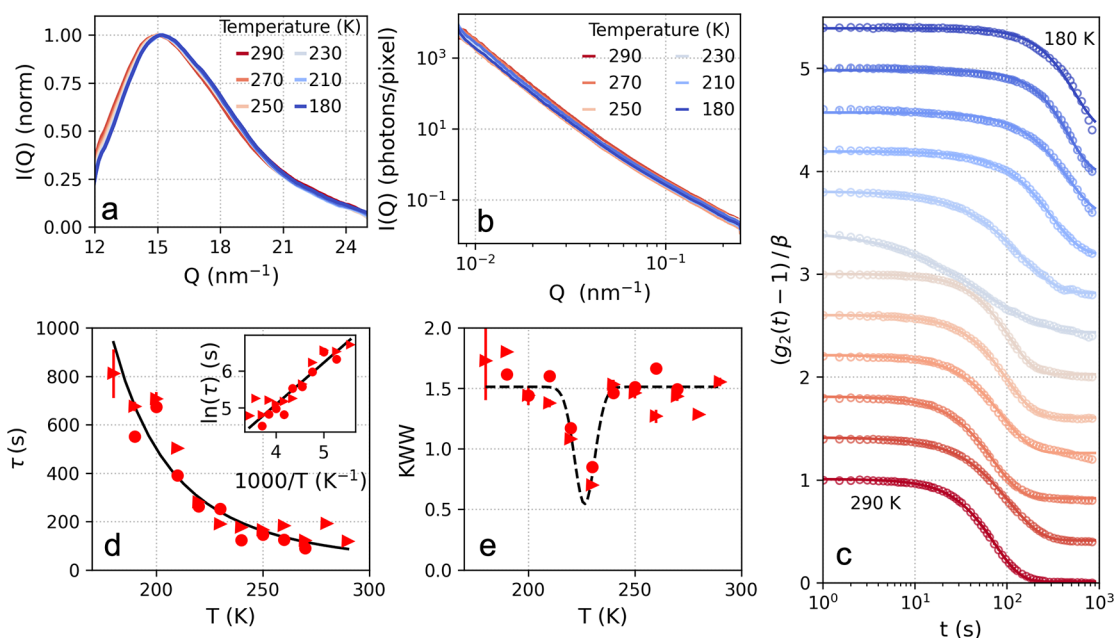 Temperature (K)
290 230
270 210
250 180
I(Q) (norm)
1.00
0.75
0.50
0.25
0.00
a
12 15 18 21 24
Q (nm⁻¹)
Temperature (K)
290 230
270 210
250 180
I(Q) (photons/pixel)
10³
10¹
10⁻¹
b
10⁻² 10⁻¹
Q (nm⁻¹)
τ (s)
1000
800
600
400
200
0
d
200 250 300
T (K)
ln(τ) (s)
6
5
4 5
1000/T (K⁻¹)
KWW
2.0
1.5
1.0
0.5
0.0
e
200 250 300
T (K)
(g₂(t) − 1) / β
5
4
3
2
1
0
180 K
290 K
c
10⁰ 10¹ 10² 10³
t (s)